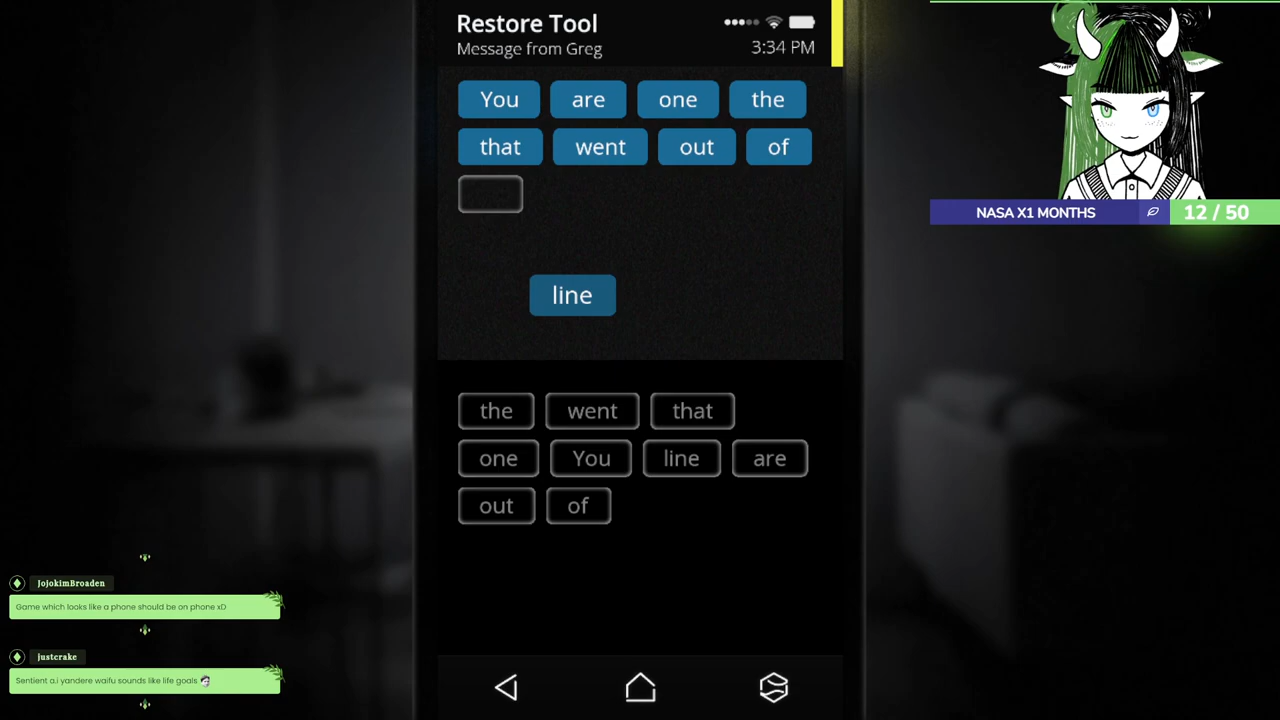 Restore Tool
Message from Greg
3:34 PM
You are one the
that went out of
line
the went that
one You line are
out of
NASA X1 MONTHS 12 / 50
JojokimBroaden
Game which looks like a phone should be on phone xD
justcrake
Sentient a.i yandere waifu sounds like life goals